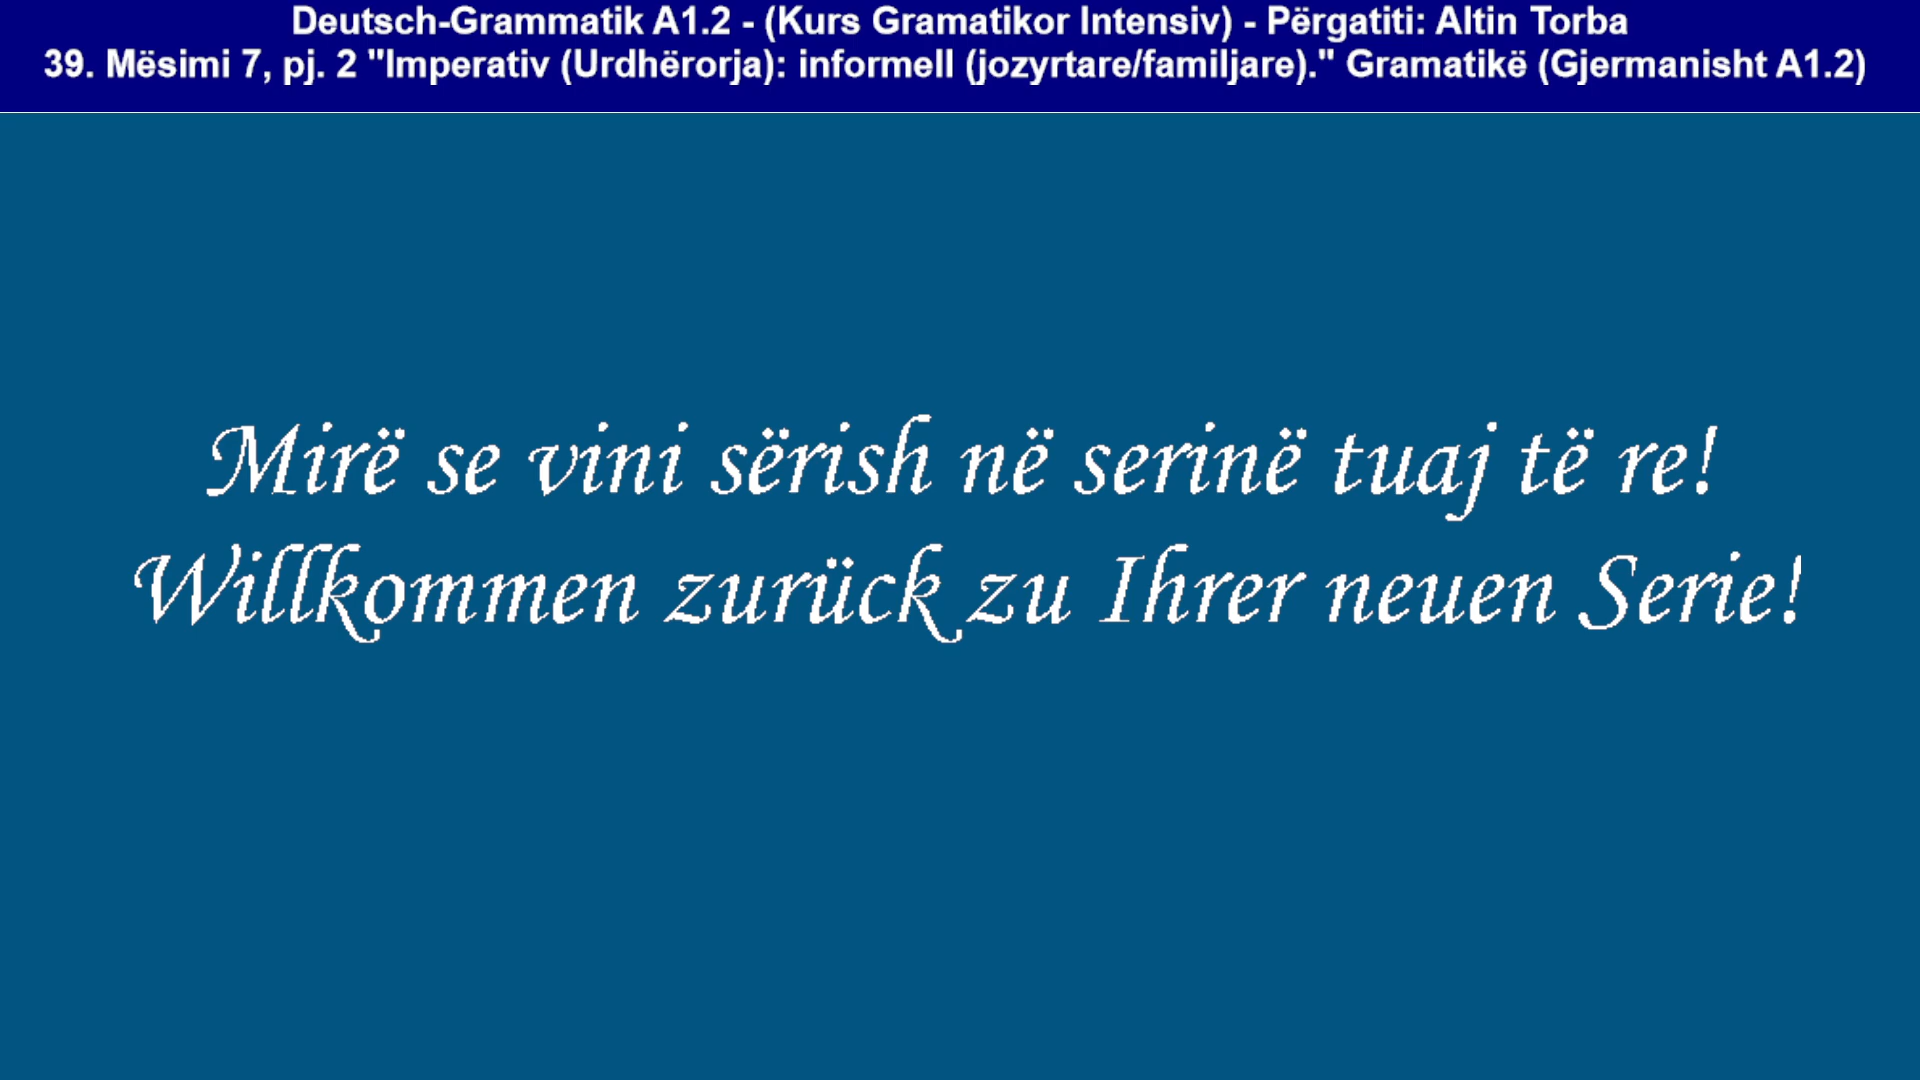 Deutsch-Grammatik A1.2 - (Kurs Gramatikor Intensiv) - Përgatiti: Altin Torba
39. Mësimi 7, pj. 2 "Imperativ (Urdhërorja): informell (jozyrtare/familjare)." Gramatikë (Gjermanisht A1.2)
Mirë se vini sërish në serinë tuaj të re!
Willkommen zurück zu Ihrer neuen Serie!